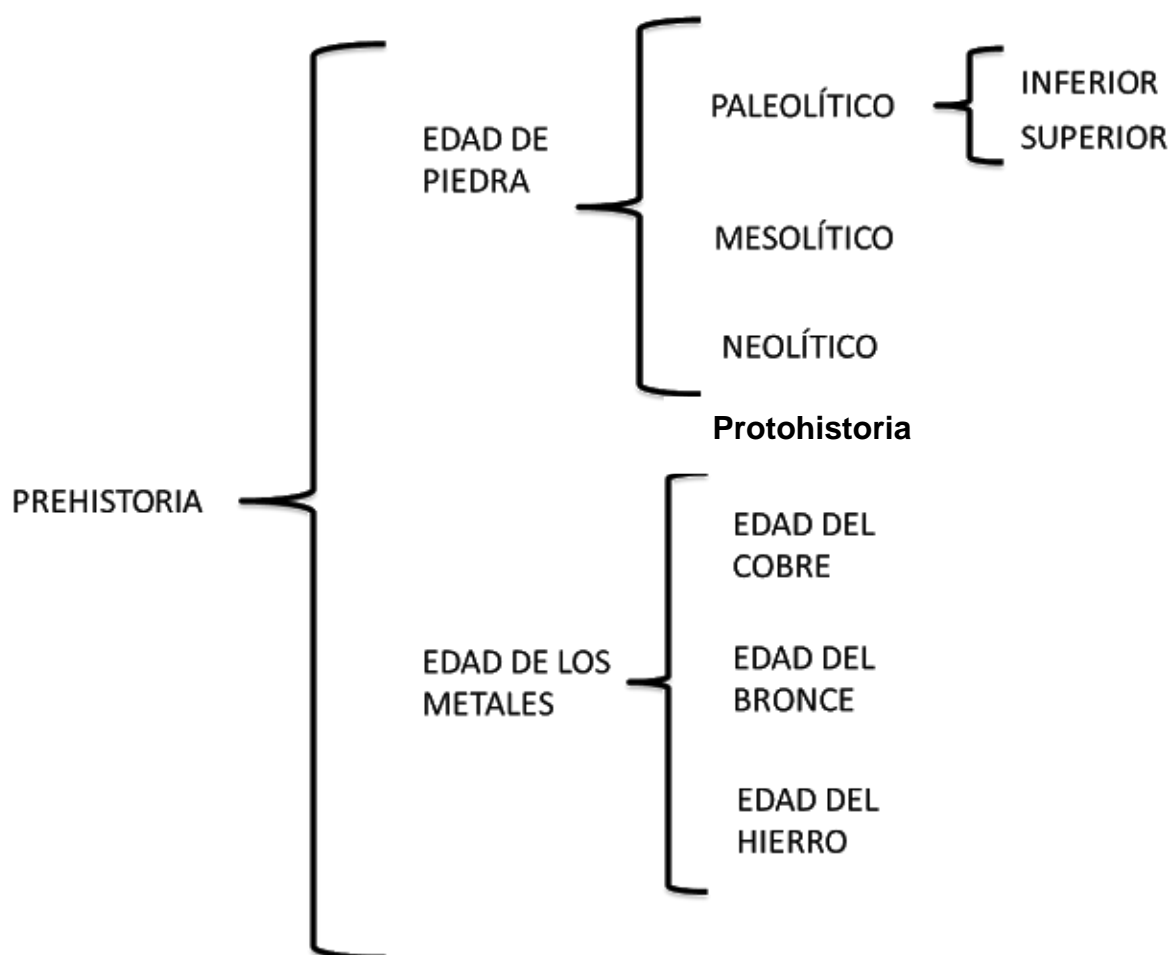 PREHISTORIA
EDAD DE
PIEDRA
PALEOLÍTICO
INFERIOR
SUPERIOR
MESOLÍTICO
NEOLÍTICO
Protohistoria
EDAD DE LOS
METALES
EDAD DEL
COBRE
EDAD DEL
BRONCE
EDAD DEL
HIERRO